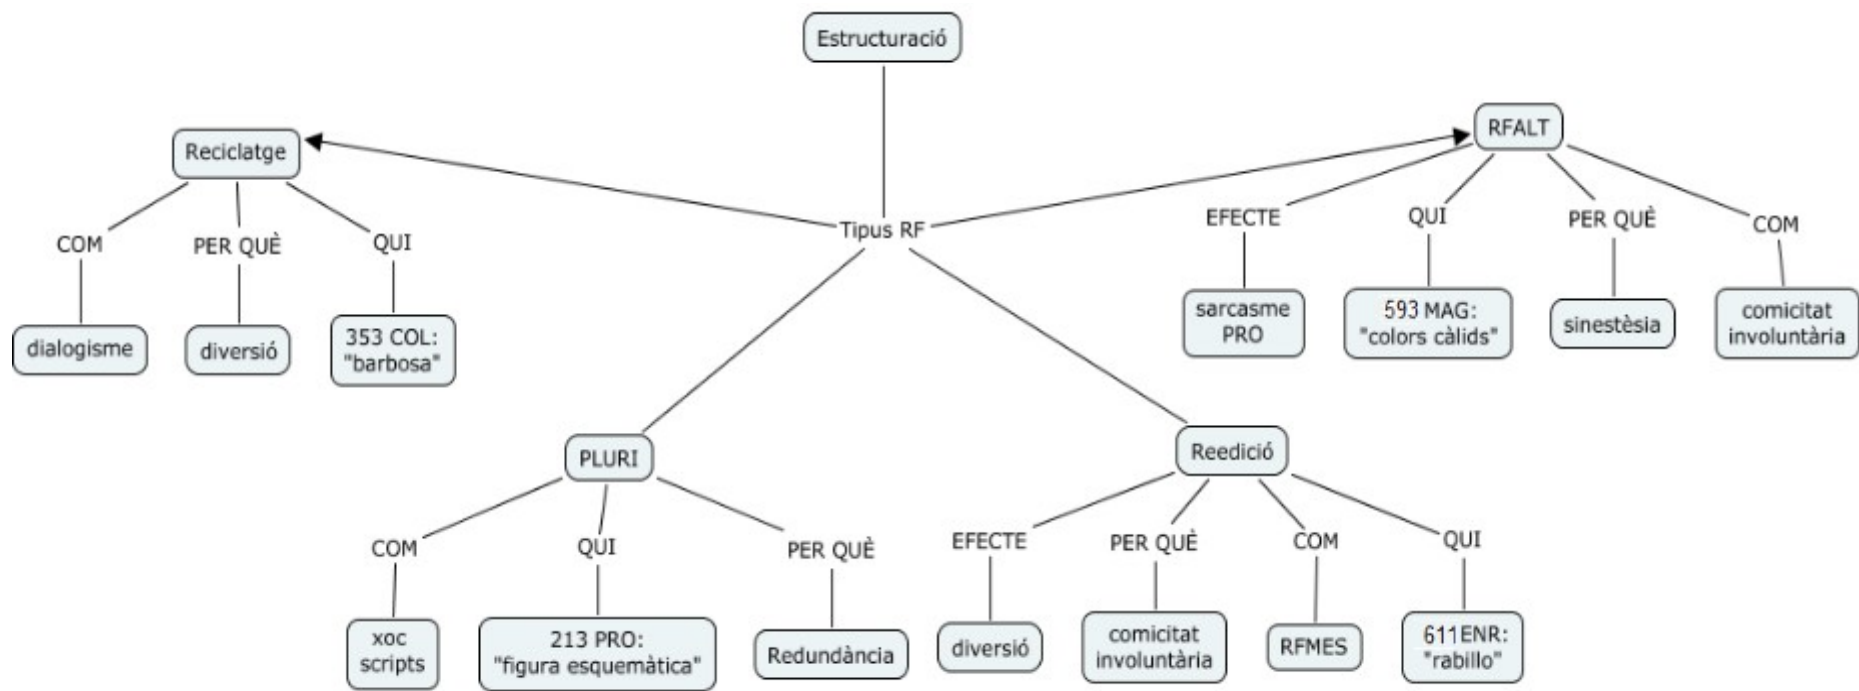 Estructuració
Tipus RF
Reciclatge
COM
PER QUÈ
QUI
dialogisme
diversió
353 COL:
"barbosa"
RFALT
EFECTE
QUI
PER QUÈ
COM
sarcasme
PRO
593 MAG:
"colors càlids"
sinestèsia
comicitat
involuntària
PLURI
COM
QUI
PER QUÈ
xoc
scripts
213 PRO:
"figura esquemàtica"
Redundància
Reedició
EFECTE
PER QUÈ
COM
QUI
diversió
comicitat
involuntària
RFMES
611 ENR:
"rabillo"